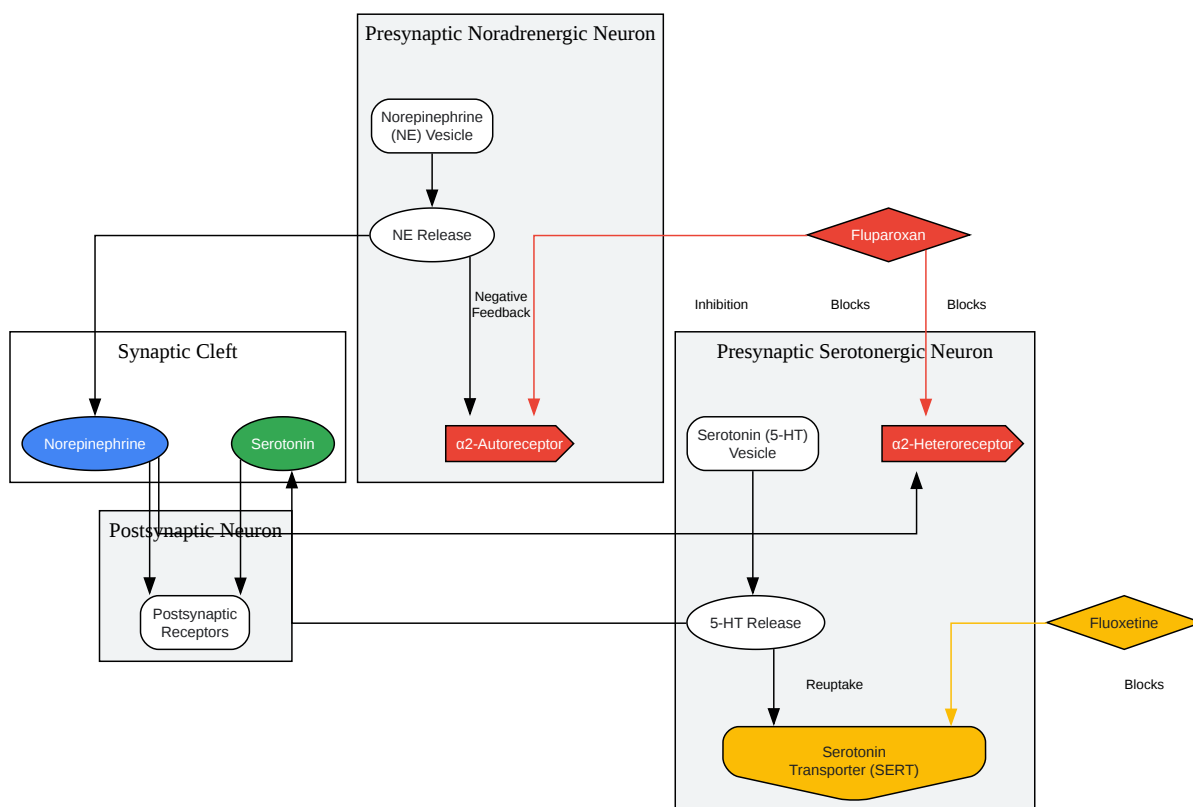 Presynaptic Noradrenergic Neuron
Norepinephrine
(NE) Vesicle
NE Release
Fluparoxan
Negative
Feedback
Inhibition
Blocks
Blocks
Synaptic Cleft
Presynaptic Serotonergic Neuron
Norepinephrine
Serotonin
α2-Autoreceptor
Serotonin (5-HT)
Vesicle
α2-Heteroreceptor
Postsynaptic Neuron
Postsynaptic
Receptors
5-HT Release
Fluoxetine
Reuptake
Blocks
Serotonin
Transporter (SERT)